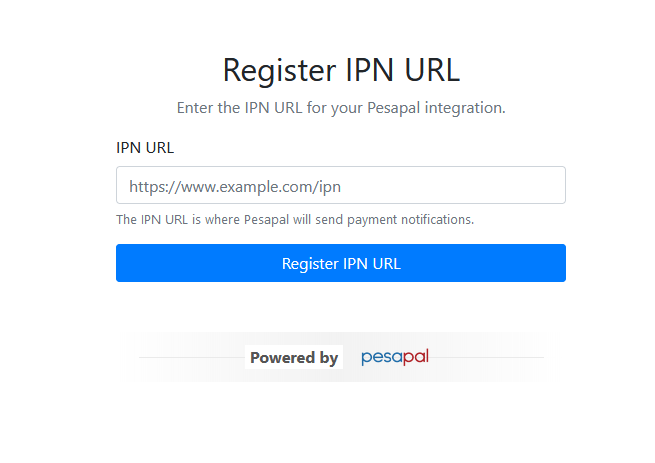 Register IPN URL
Enter the IPN URL for your Pesapal integration.
IPN URL
https://www.example.com/ipn
The IPN URL is where Pesapal will send payment notifications.
Register IPN URL
Powered by pesapal